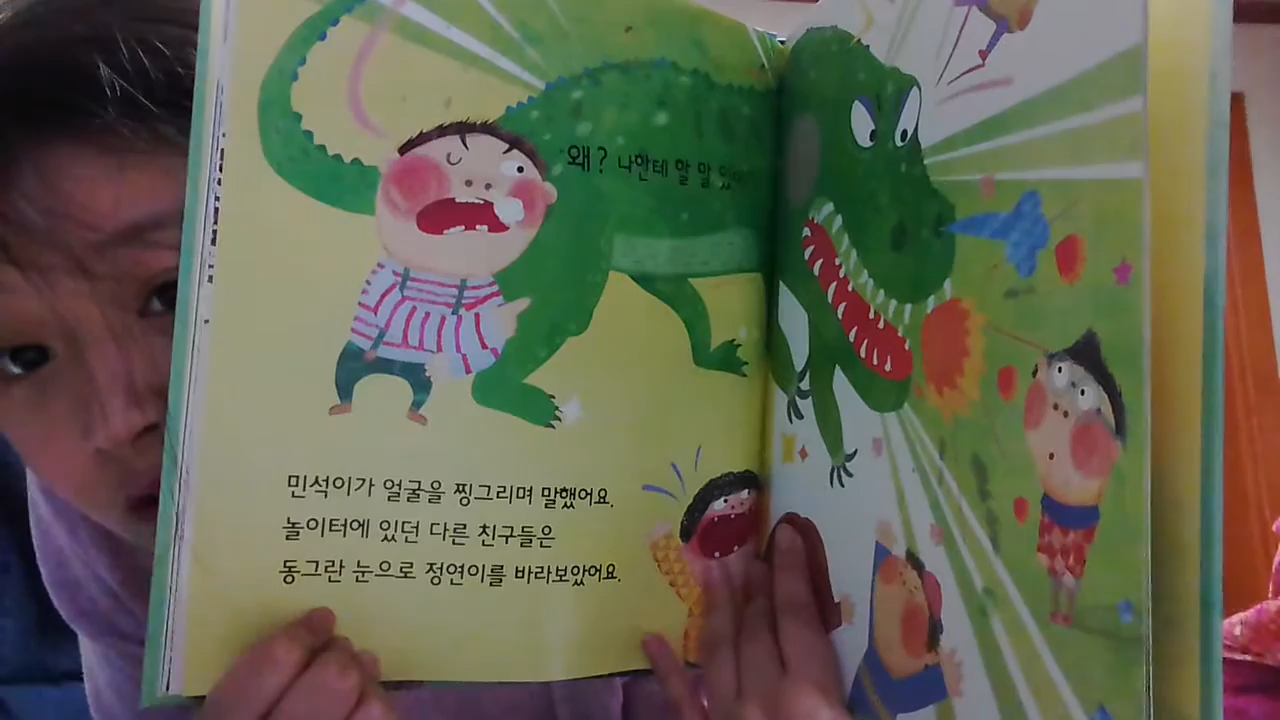 왜? 나한테 할 말
민석이가 얼굴을 찡그리며 말했어요.
놀이터에 있던 다른 친구들은
동그란 눈으로 정연이를 바라보았어요.